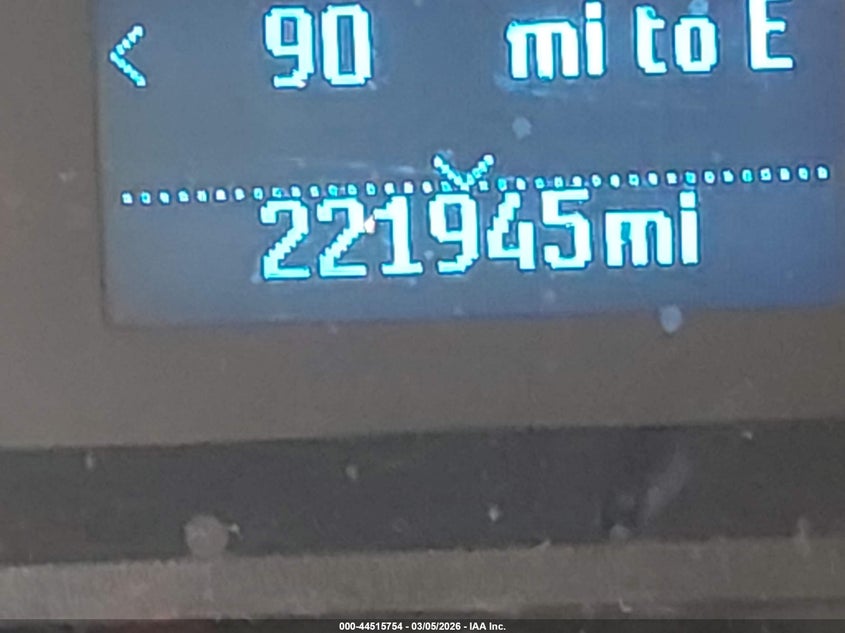 < 90 mi to E
221945mi
000-44515754 - 03/05/2026 - IAA Inc.